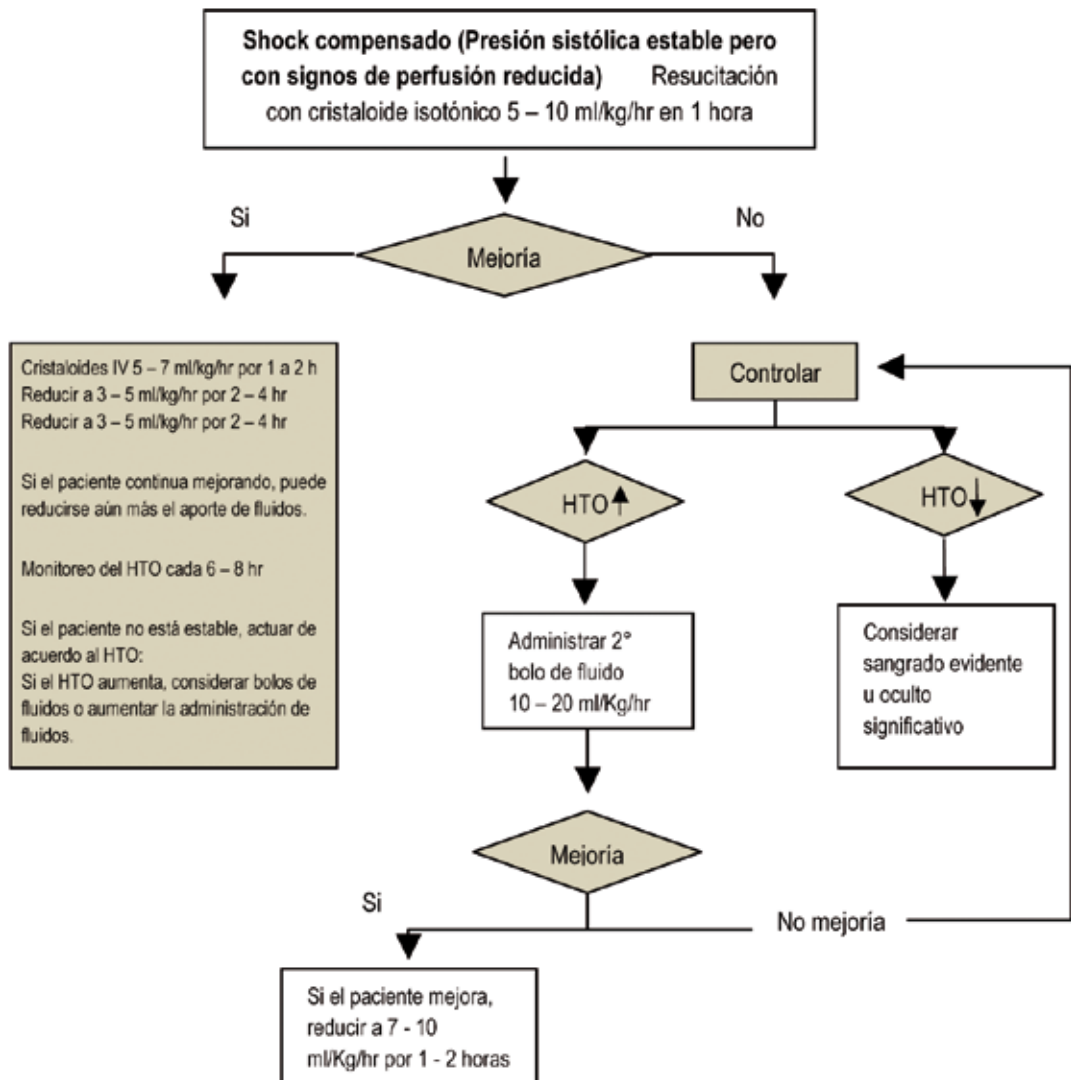 Shock compensado (Presión sistólica estable pero
con signos de perfusión reducida) Resucitación
con cristaloide isotónico 5 – 10 ml/kg/hr en 1 hora
Si
No
Mejoría
Cristaloides IV 5 – 7 ml/kg/hr por 1 a 2 h
Reducir a 3 – 5 ml/kg/hr por 2 – 4 hr
Reducir a 3 – 5 ml/kg/hr por 2 – 4 hr
Si el paciente continua mejorando, puede
reducirse aún más el aporte de fluidos.
Monitoreo del HTO cada 6 – 8 hr
Si el paciente no está estable, actuar de
acuerdo al HTO:
Si el HTO aumenta, considerar bolos de
fluidos o aumentar la administración de
fluidos.
Controlar
HTO
HTO
Administrar 2°
bolo de fluido
10 – 20 ml/Kg/hr
Considerar
sangrado evidente
u oculto
significativo
Mejoría
Si
No mejoría
Si el paciente mejora,
reducir a 7 - 10
ml/Kg/hr por 1 - 2 horas